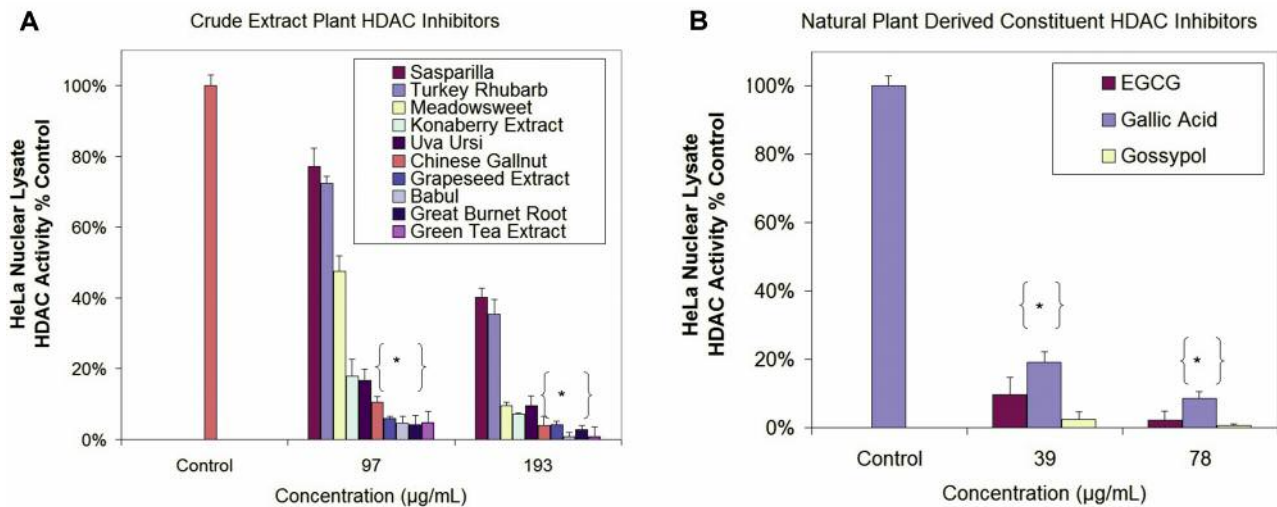 A
Crude Extract Plant HDAC Inhibitors
HeLa Nuclear Lysate
HDAC Activity % Control
100%
80%
60%
40%
20%
0%
Sasparilla
Turkey Rhubarb
Meadowsweet
Konaberry Extract
Uva Ursi
Chinese Gallnut
Grapeseed Extract
Babul
Great Burnet Root
Green Tea Extract
{ * }
{ * }
Control
97
193
Concentration (µg/mL)
B
Natural Plant Derived Constituent HDAC Inhibitors
HeLa Nuclear Lysate
HDAC Activity % Control
100%
80%
60%
40%
20%
0%
EGCG
Gallic Acid
Gossypol
{ * }
{ * }
Control
39
78
Concentration (µg/mL)